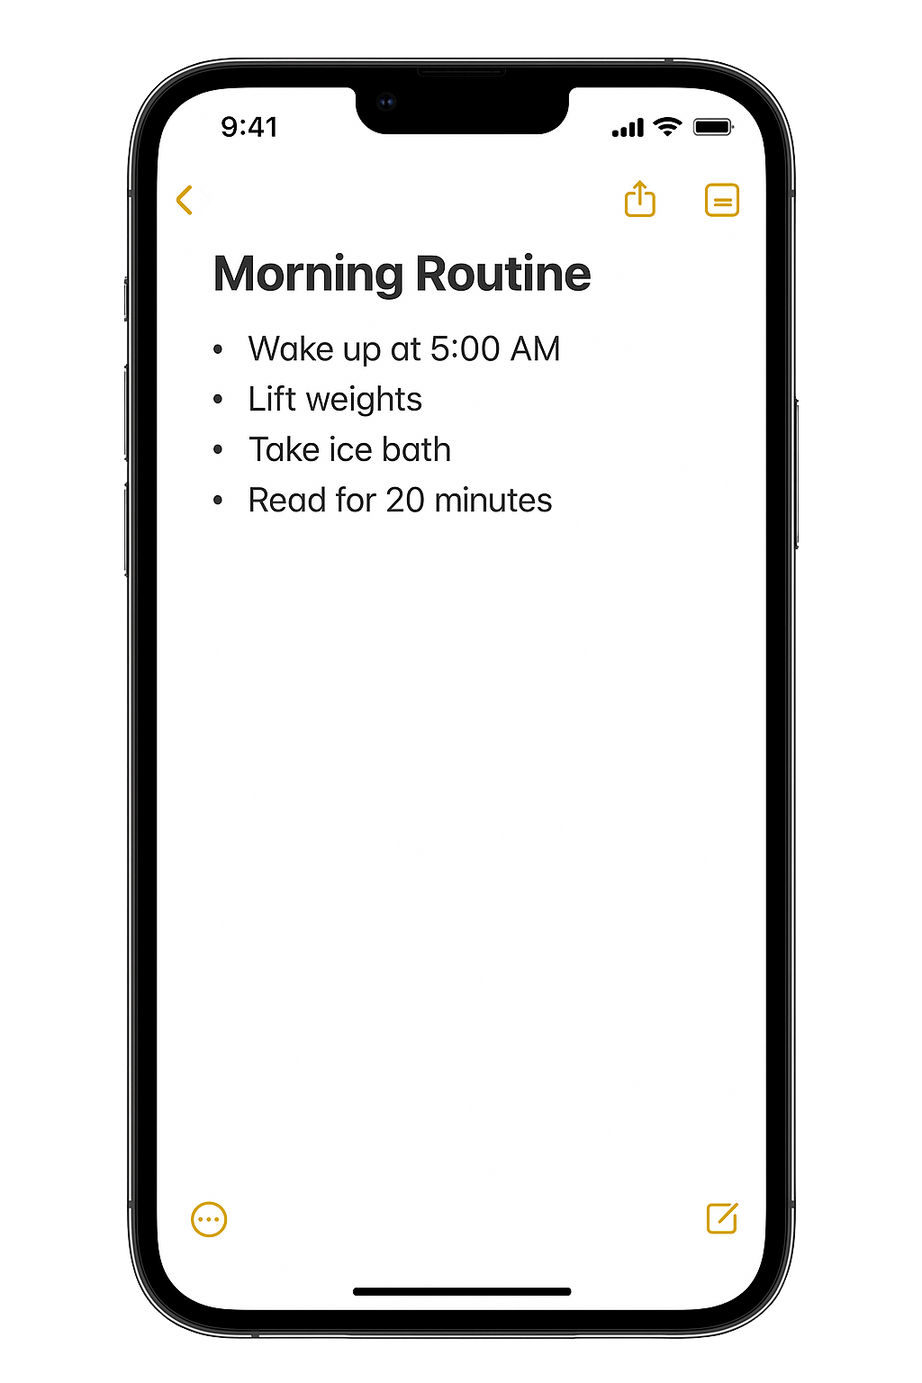 9:41
Morning Routine
• Wake up at 5:00 AM
• Lift weights
• Take ice bath
• Read for 20 minutes